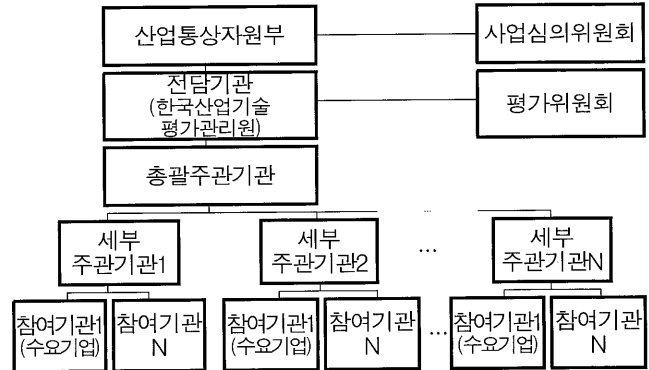 산업통상자원부
사업심의위원회
전담기관
(한국산업기술
평가관리원)
평가위원회
총괄주관기관
...
세부
주관기관1
세부
주관기관2
...
세부
주관기관N
참여기관1
(수요기업)
참여기관
N
참여기관1
(수요기업)
참여기관
N
...
참여기관1
(수요기업)
참여기관
N